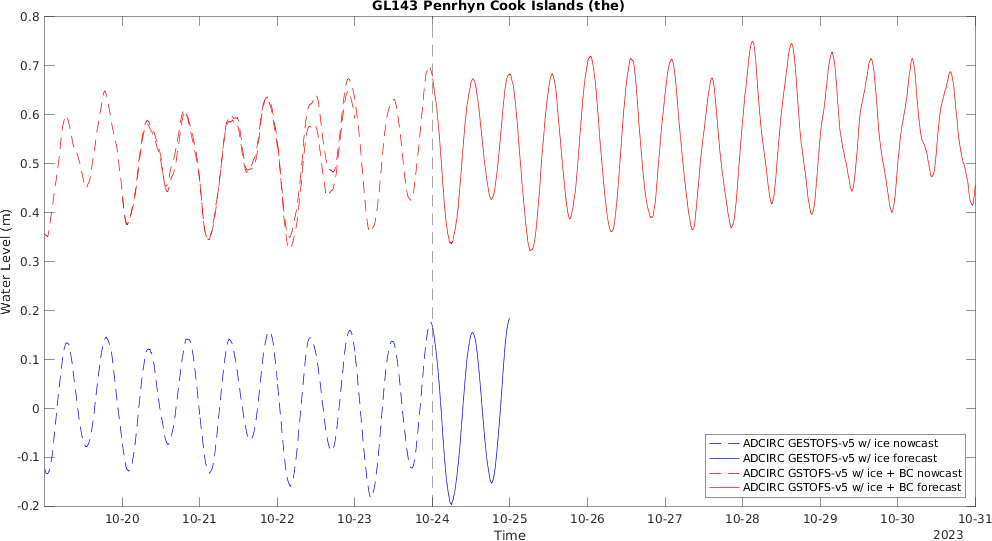 GL143 Penrhyn Cook Islands (the)
0.8
0.7
0.6
0.5
0.4
0.3
0.2
0.1
0
-0.1
-0.2
Water Level (m)
ADCIRC GESTOFS-v5 w/ ice nowcast
ADCIRC GESTOFS-v5 w/ ice forecast
ADCIRC GSTOFS-v5 w/ ice + BC nowcast
ADCIRC GSTOFS-v5 w/ ice + BC forecast
10-20 10-21 10-22 10-23 10-24 10-25 10-26 10-27 10-28 10-29 10-30 10-31
Time
2023